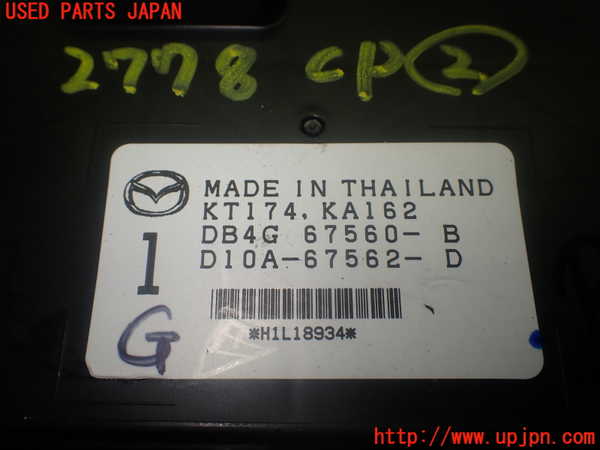 USED PARTS JAPAN
2778 CP②
MADE IN THAILAND
KT174, KA162
DB4G 67560- B
D10A-67562- D
1
*H1L18934*
G
http://www.upjpn.com